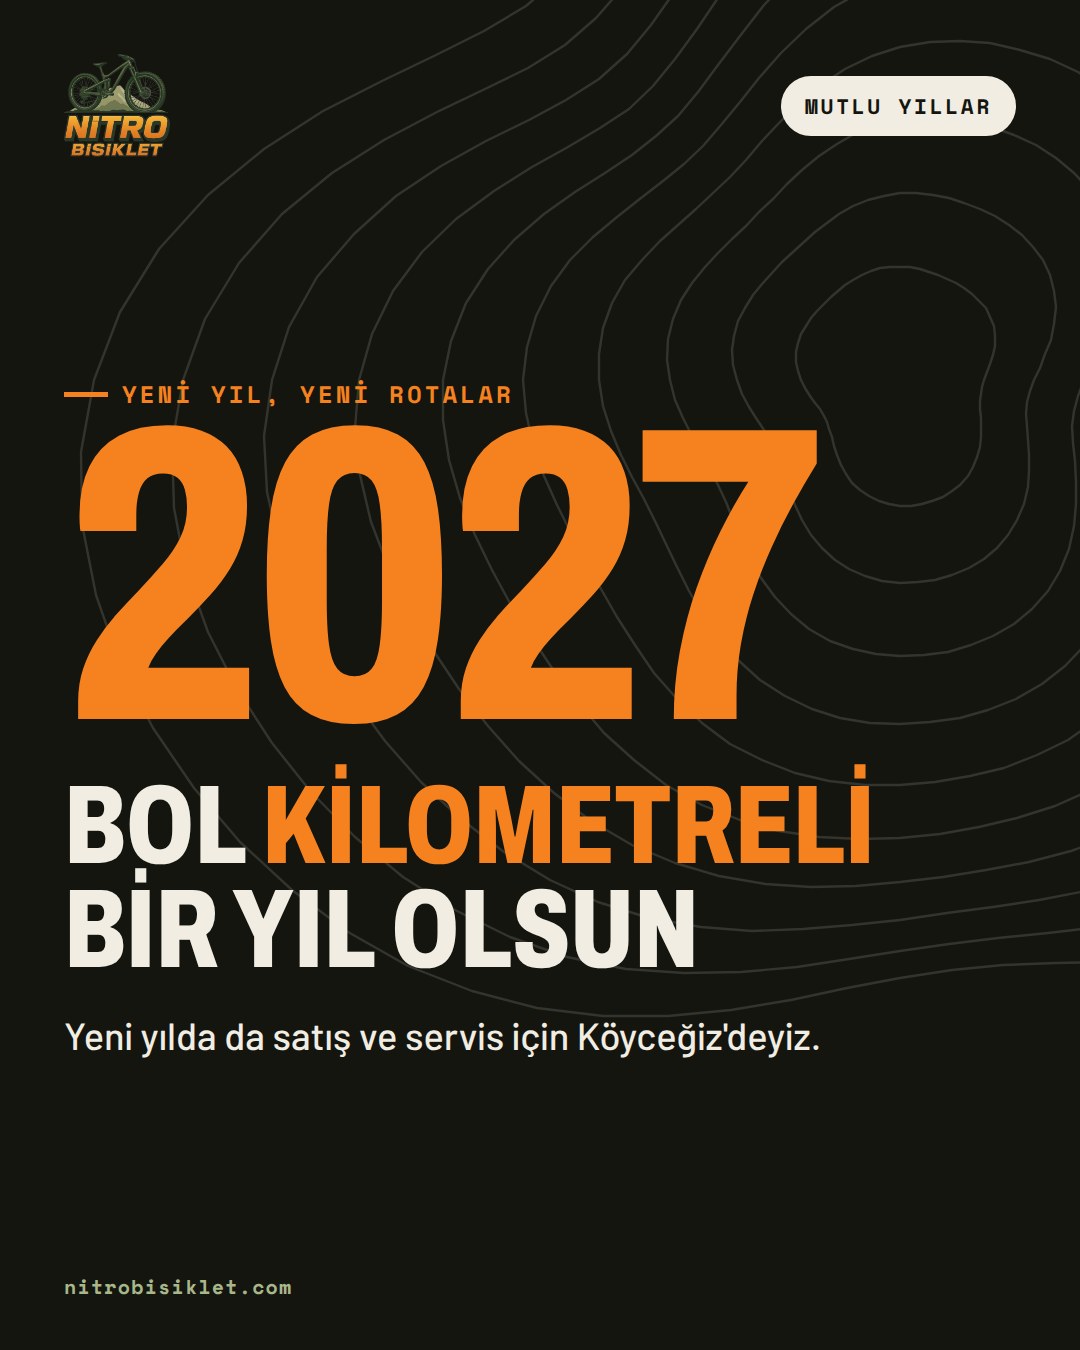 NiTRO
BISIKLET
MUTLU YILLAR
YENİ YIL, YENİ ROTALAR
2027
BOL KİLOMETRELİ
BİR YIL OLSUN
Yeni yılda da satış ve servis için Köyceğiz'deyiz.
nitrobisiklet.com